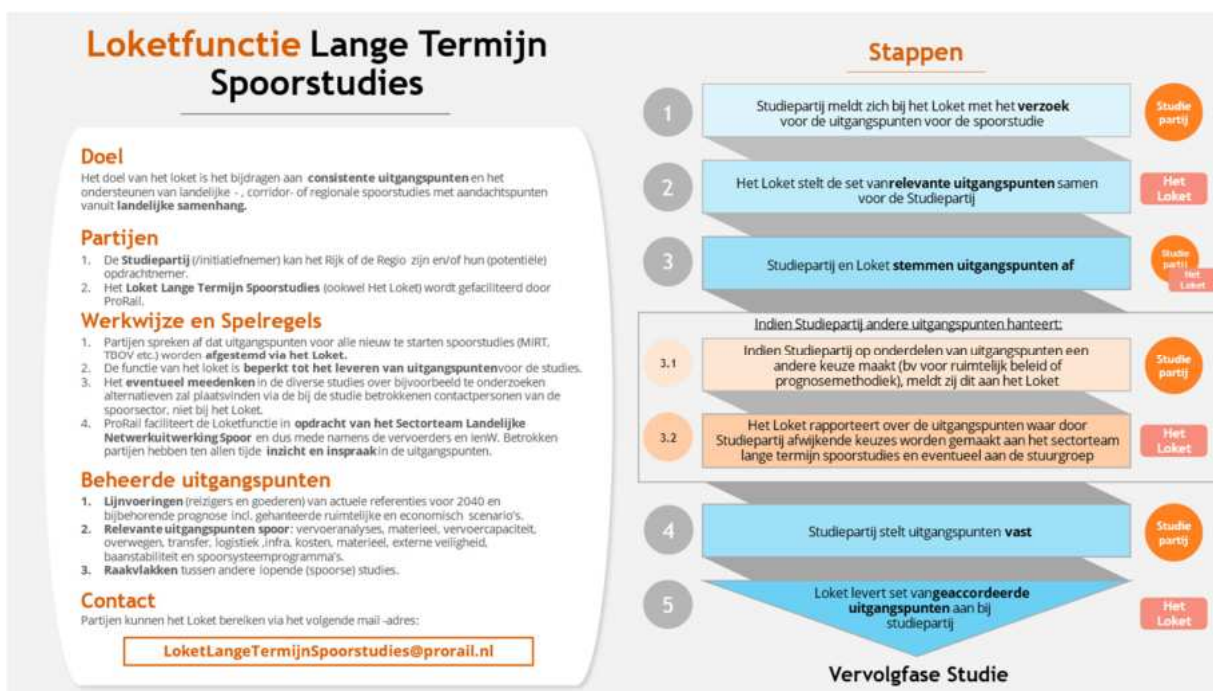 Loketfunctie Lange Termijn
Spoorstudies
Doel
Het doel van het loket is het bijdragen aan consistente uitgangspunten en het
ondersteunen van landelijke - , corridor- of regionale spoorstudies met aandachtspunten
vanuit landelijke samenhang.
Partijen
1. De Studiepartij (/initiatiefnemer) kan het Rijk of de Regio zijn en/of hun (potentiële)
opdrachtnemer.
2. Het Loket Lange Termijn Spoorstudies (ookwel Het Loket) wordt gefaciliteerd door
ProRail.
Werkwijze en Spelregels
1. Partijen spreken af dat uitgangspunten voor alle nieuw te starten spoorstudies (MIRT,
TBOV etc.) worden afgestemd via het Loket.
2. De functie van het loket is beperkt tot het leveren van uitgangspunten voor de studies.
3. Het eventueel meedenken in de diverse studies over bijvoorbeeld te onderzoeken
alternatieven zal plaatsvinden via de bij de studie betrokkenen contactpersonen van de
spoorsector, niet bij het Loket.
4. ProRail faciliteert de Loketfunctie in opdracht van het Sectorteam Landelijke
Netwerkuitwerking Spoor en dus mede namens de vervoerders en IenW. Betrokken
partijen hebben ten allen tijde inzicht en inspraak in de uitgangspunten.
Beheerde uitgangspunten
1. Lijnvoeringen (reizigers en goederen) van actuele referenties voor 2040 en
bijbehorende prognose incl. gehanteerde ruimtelijke en economisch scenario's.
2. Relevante uitgangspunten spoor: vervoeranalyses, materieel, vervoercapaciteit,
overwegen, transfer, logistiek ,infra, kosten, materieel, externe veiligheid,
baanstabiliteit en spoorsysteemprogramma's.
3. Raakvlakken tussen andere lopende (spoorse) studies.
Contact
Partijen kunnen het Loket bereiken via het volgende mail -adres:
LoketLangeTermijnSpoorstudies@prorail.nl
Stappen
1
Studiepartij meldt zich bij het Loket met het verzoek
voor de uitgangspunten voor de spoorstudie
Studie
partij
2
Het Loket stelt de set van relevante uitgangspunten samen
voor de Studiepartij
Het
Loket
3
Studiepartij en Loket stemmen uitgangspunten af
Studie
partij
Het
Loket
Indien Studiepartij andere uitgangspunten hanteert:
3.1
Indien Studiepartij op onderdelen van uitgangspunten een
andere keuze maakt (bv voor ruimtelijk beleid of
prognosemethodiek), meldt zij dit aan het Loket
Studie
partij
3.2
Het Loket rapporteert over de uitgangspunten waar door
Studiepartij afwijkende keuzes worden gemaakt aan het sectorteam
lange termijn spoorstudies en eventueel aan de stuurgroep
Het
Loket
4
Studiepartij stelt uitgangspunten vast
Studie
partij
5
Loket levert set van geaccordeerde
uitgangspunten aan bij
studiepartij
Het
Loket
Vervolgfase Studie